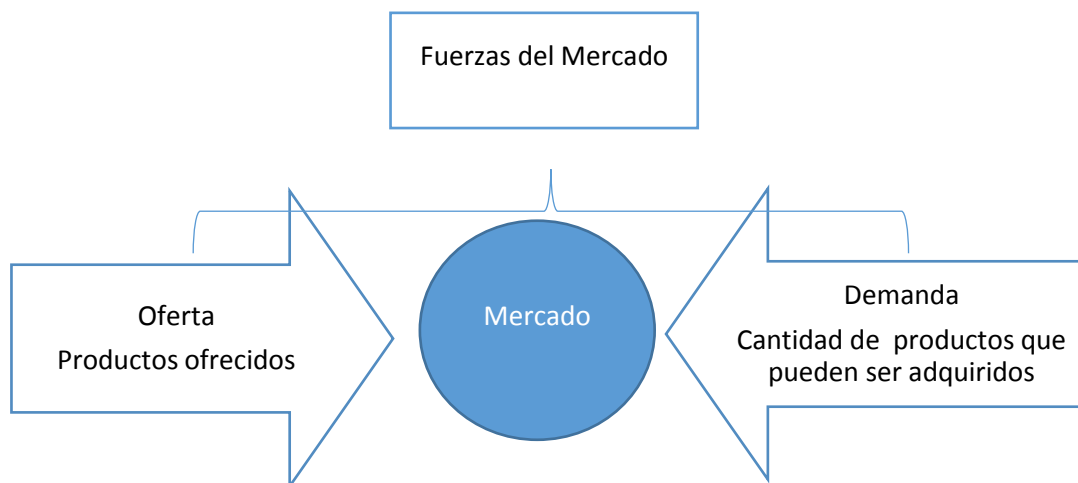 Fuerzas del Mercado
Oferta
Productos ofrecidos
Mercado
Demanda
Cantidad de productos que
pueden ser adquiridos